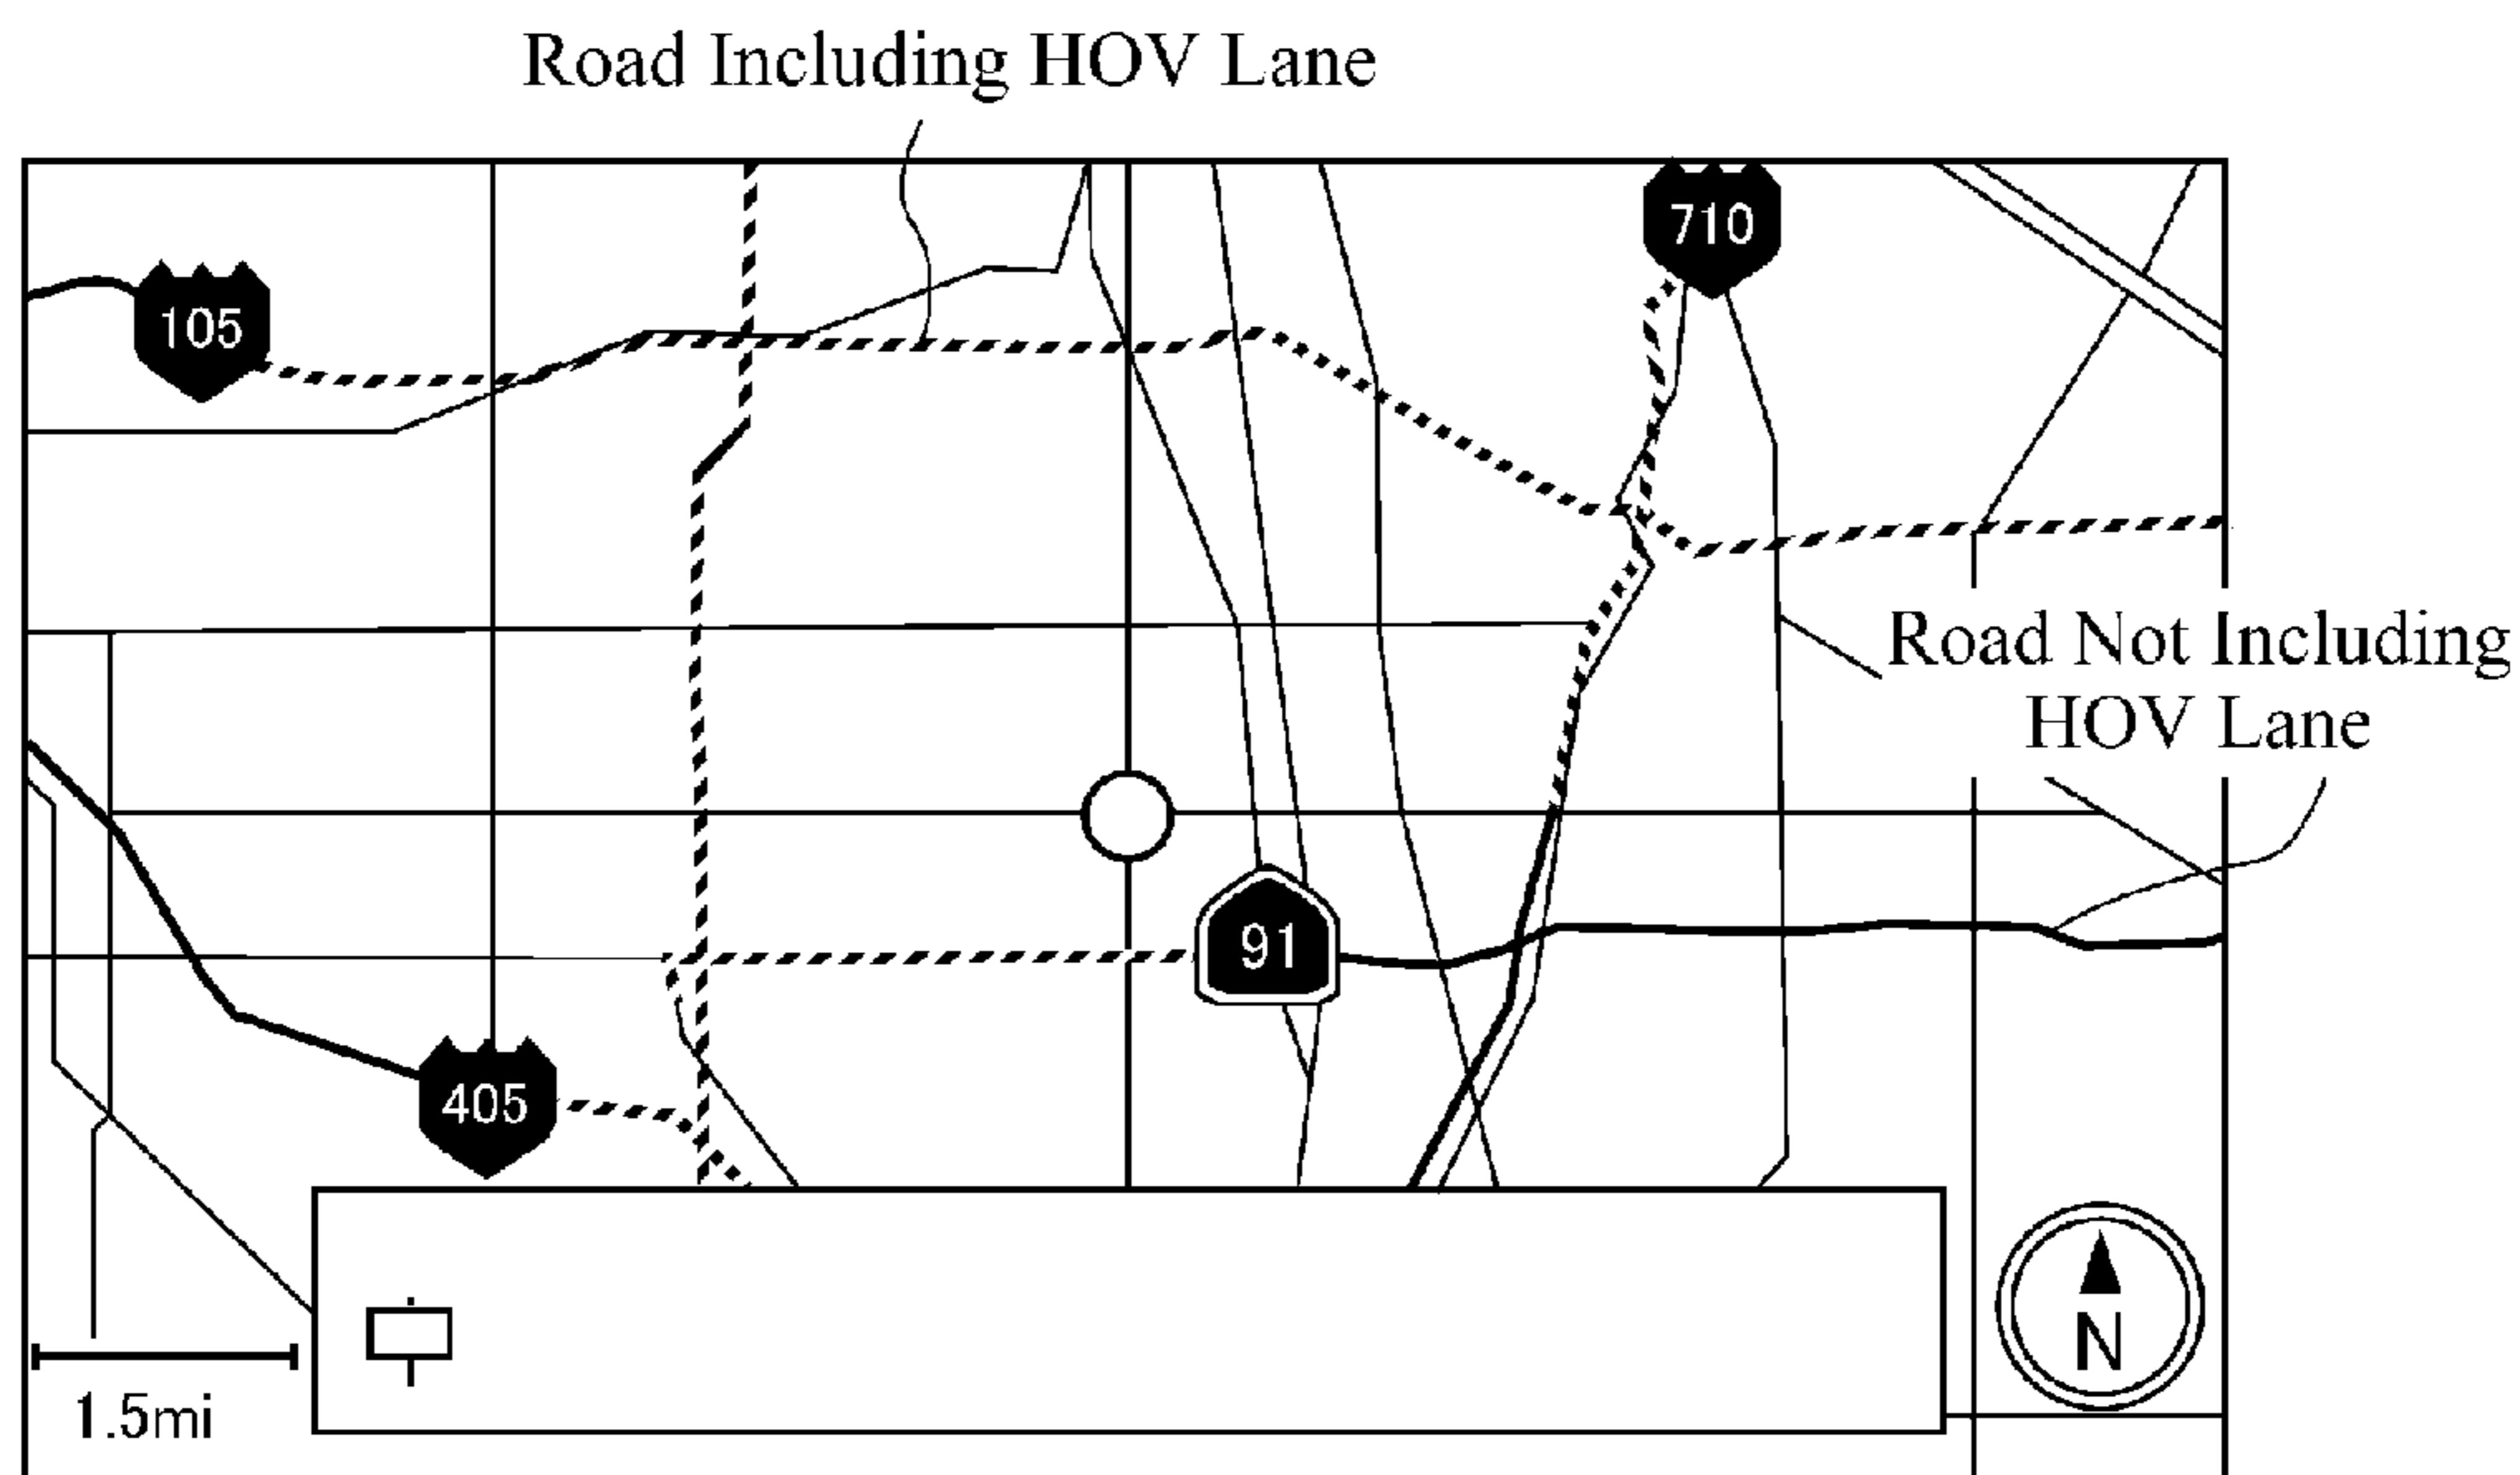 Road Including HOV Lane
710
105
Road Not Including
HOV Lane
91
405
N
1.5mi